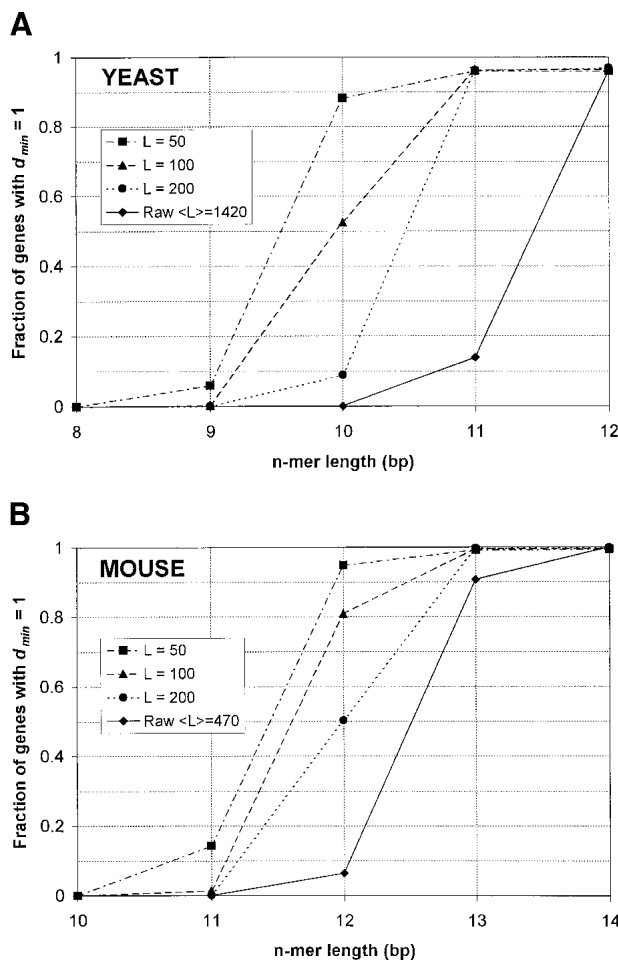 A
YEAST
L = 50
L = 100
L = 200
Raw <L>=1420
Fraction of genes with dmin = 1
1
0.8
0.6
0.4
0.2
0
8 9 10 11 12
n-mer length (bp)
B
MOUSE
L = 50
L = 100
L = 200
Raw <L>=470
Fraction of genes with dmin = 1
1
0.8
0.6
0.4
0.2
0
10 11 12 13 14
n-mer length (bp)